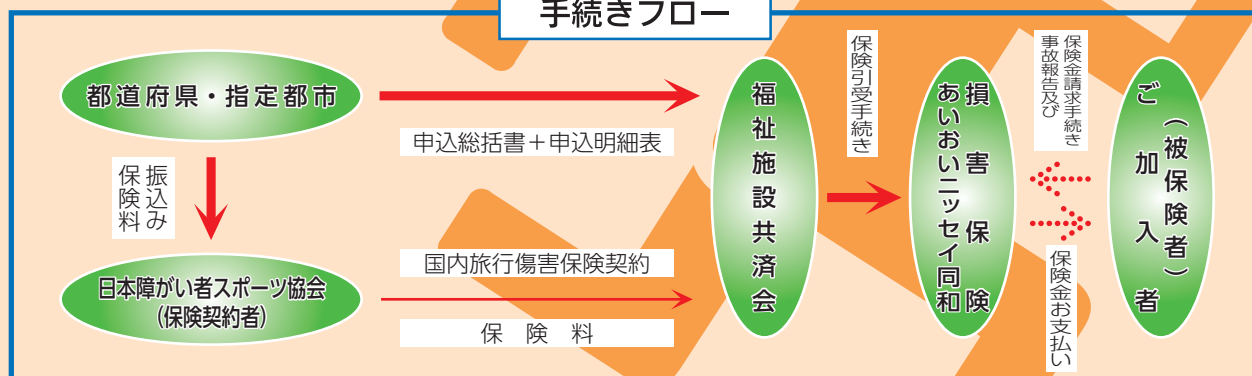 手続きフロー
都道府県・指定都市
申込総括書＋申込明細表
保険料
振込み
日本障がい者スポーツ協会
(保険契約者)
国内旅行傷害保険契約
保険料
福祉施設共済会
保険引受手続き
あいおいニッセイ同和
損害保険
事故報告及び
保険金請求手続き
保険金お支払い
ご加入者
（被保険者）